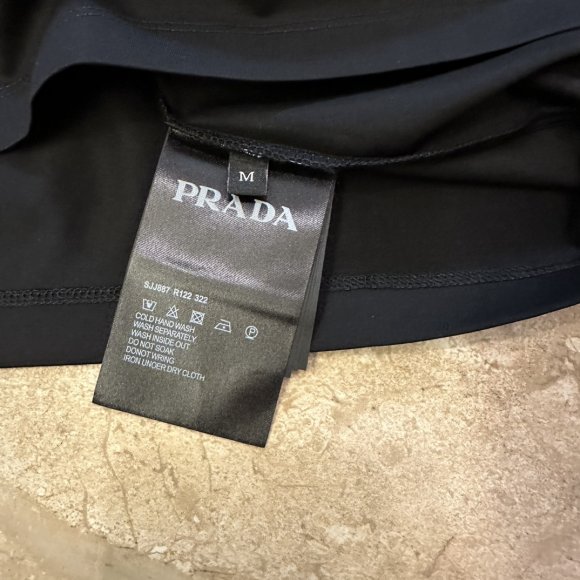 M
PRADA
SJJ887 R122 322
COLD HAND WASH
WASH SEPARATELY
WASH INSIDE OUT
DO NOT SOAK
DONOT WRING
IRON UNDER DRY CLOTH